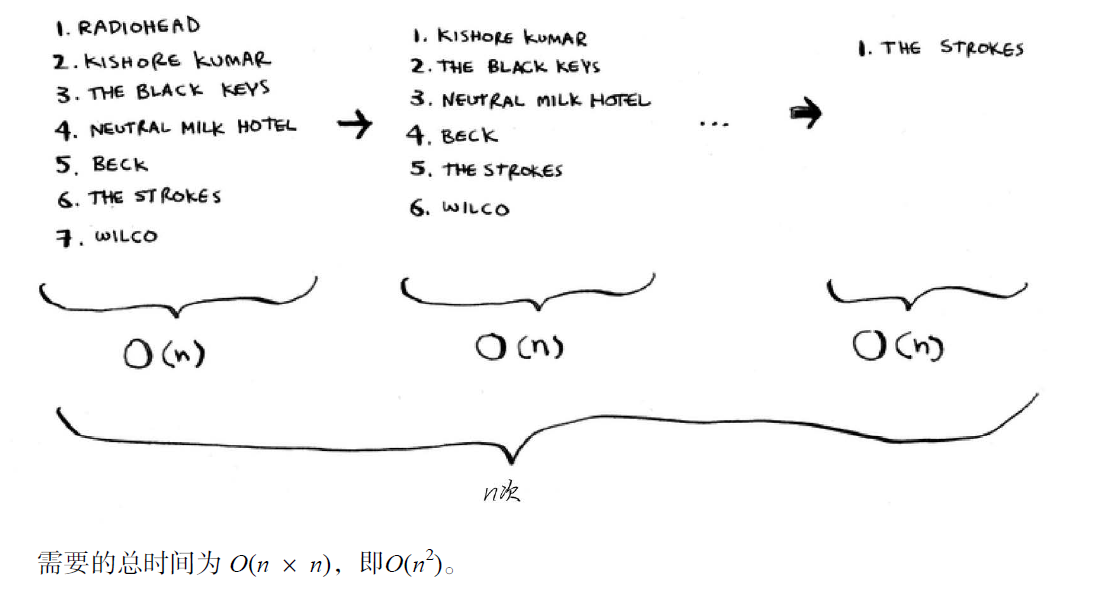 1. RADIOHEAD
2. KISHORE KUMAR
3. THE BLACK KEYS
4. NEUTRAL MILK HOTEL
5. BECK
6. THE STROKES
7. WILCO
1. KISHORE KUMAR
2. THE BLACK KEYS
3. NEUTRAL MILK HOTEL
4. BECK
5. THE STROKES
6. WILCO
...
1. THE STROKES
O(n)
O(n)
O(n)
n次
需要的总时间为 O(n × n)，即O(n²)。